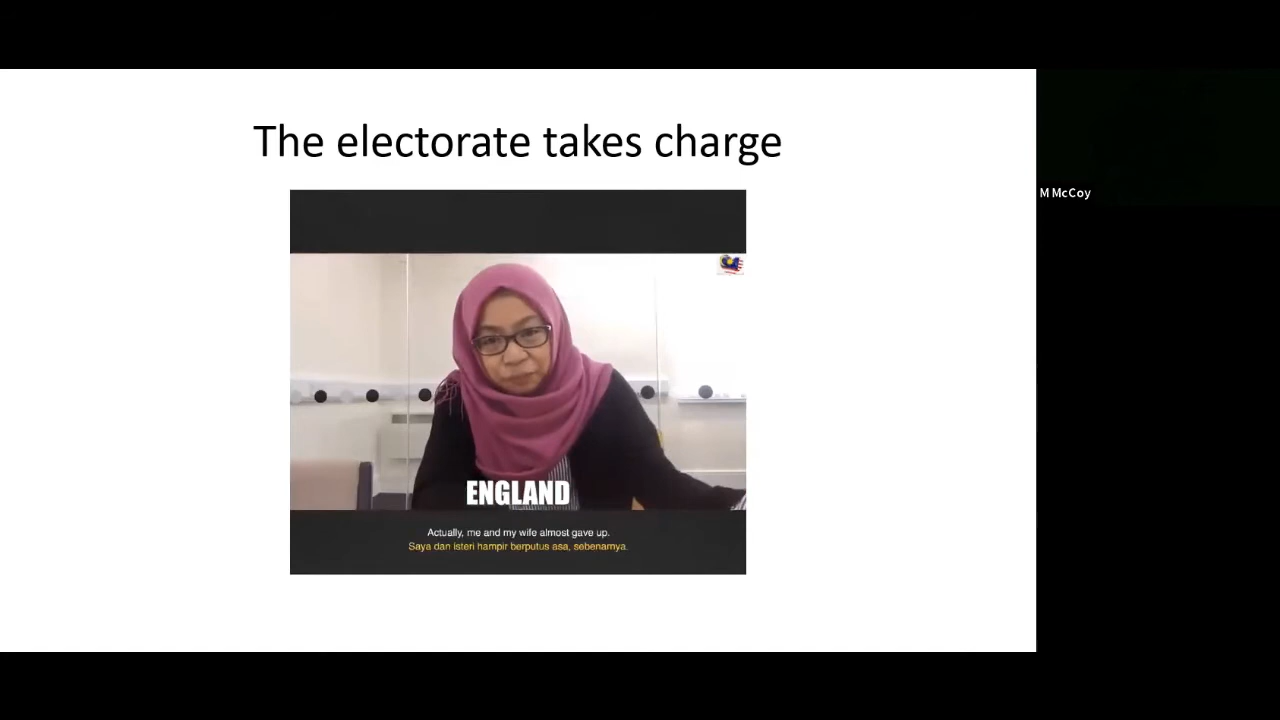 The electorate takes charge
M McCoy
ENGLAND
Actually, me and my wife almost gave up.
Saya dan isteri hampir berputus asa, sebenarnya.